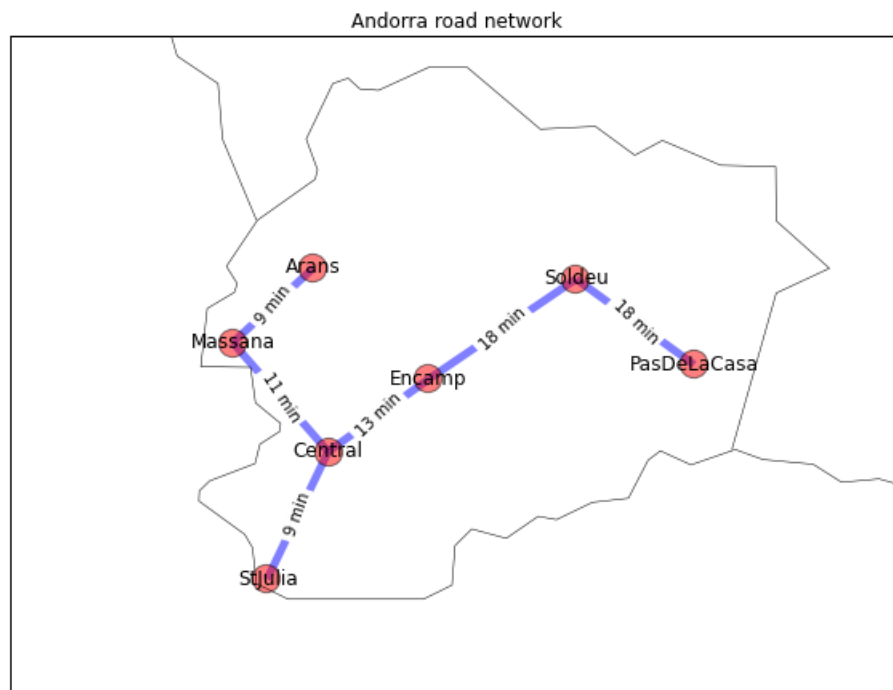 Andorra road network
Arans
Soldeu
9 min
18 min
18 min
Massana
PasDeLaCasa
Encamp
11 min
13 min
Central
9 min
StJulia